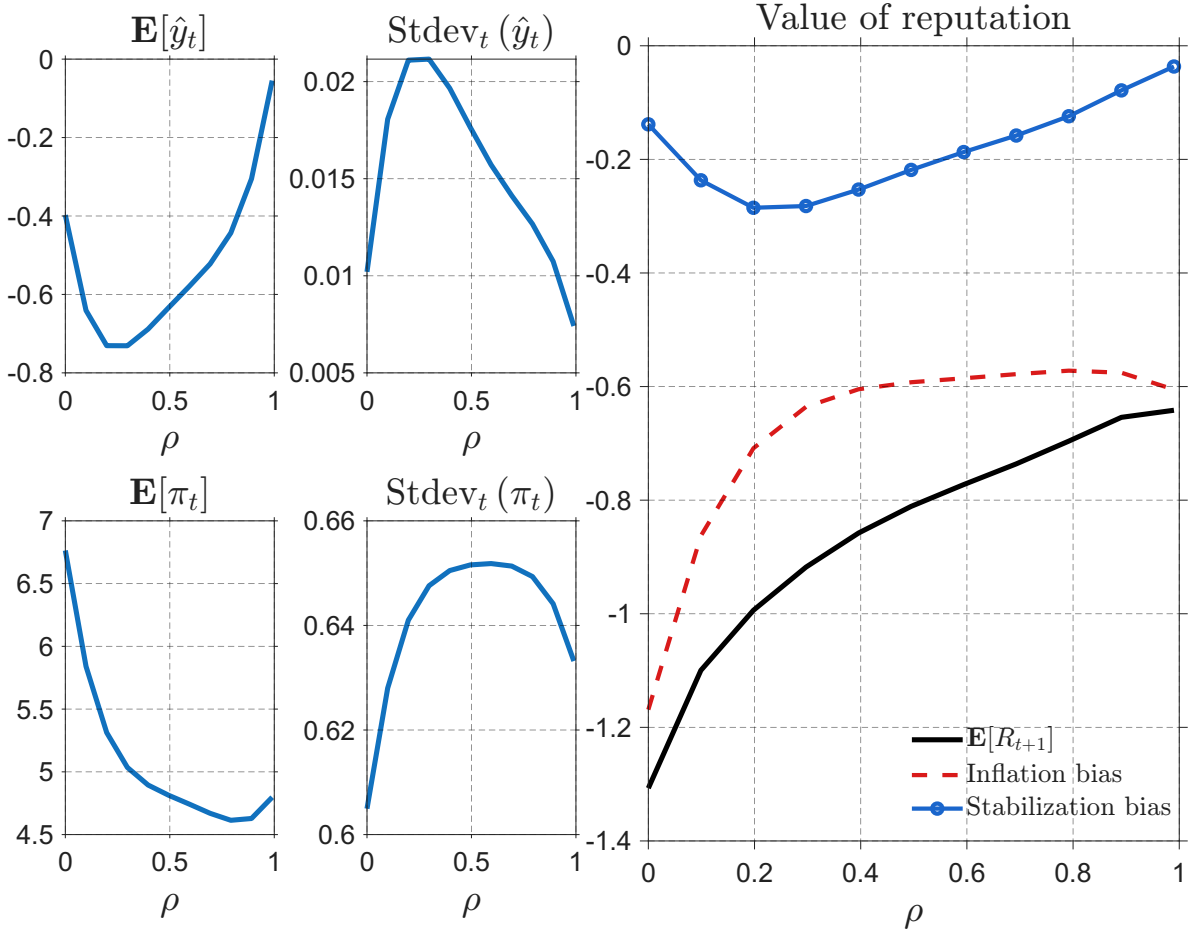 E[ŷ_t]
0
-0.2
-0.4
-0.6
-0.8
0 0.5 1
ρ
Stdev_t (ŷ_t)
0.02
0.015
0.01
0.005
0 0.5 1
ρ
E[π_t]
7
6.5
6
5.5
5
4.5
0 0.5 1
ρ
Stdev_t (π_t)
0.66
0.64
0.62
0.6
0 0.5 1
ρ
Value of reputation
0
-0.2
-0.4
-0.6
-0.8
-1
-1.2
-1.4
E[R_{t+1}]
Inflation bias
Stabilization bias
0 0.2 0.4 0.6 0.8 1
ρ